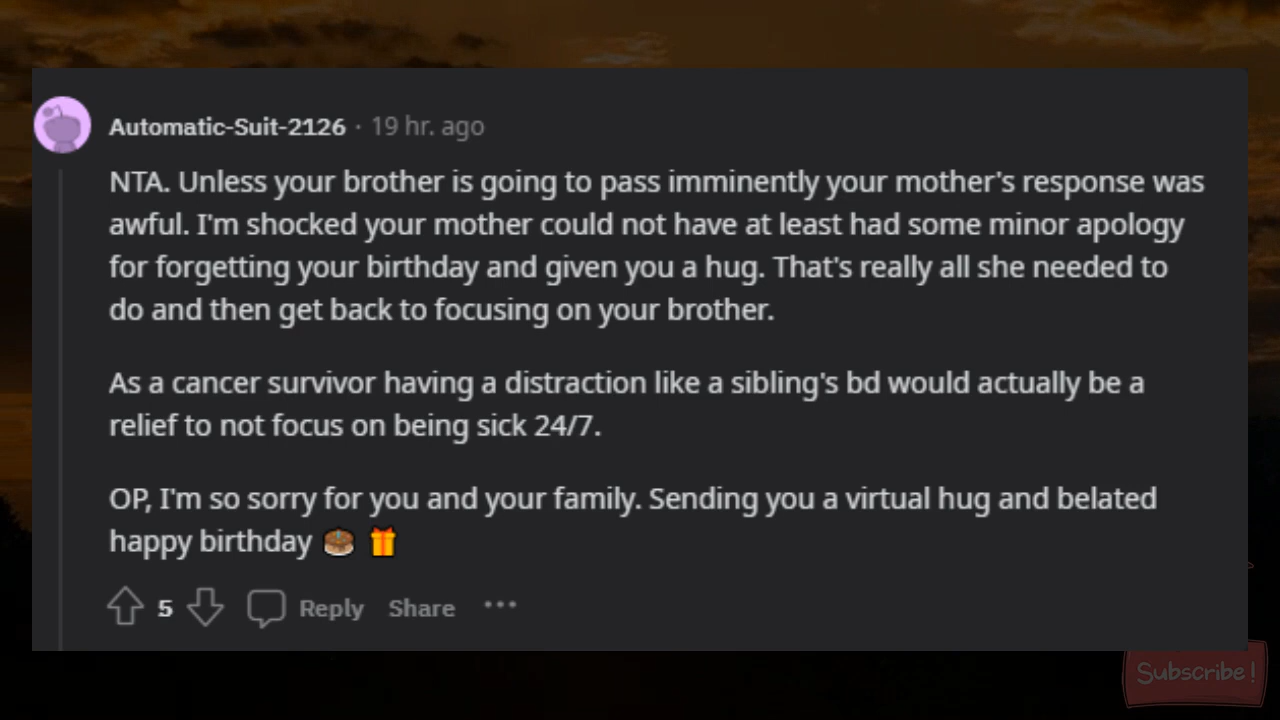 Automatic-Suit-2126 · 19 hr. ago
NTA. Unless your brother is going to pass imminently your mother's response was
awful. I'm shocked your mother could not have at least had some minor apology
for forgetting your birthday and given you a hug. That's really all she needed to
do and then get back to focusing on your brother.
As a cancer survivor having a distraction like a sibling's bd would actually be a
relief to not focus on being sick 24/7.
OP, I'm so sorry for you and your family. Sending you a virtual hug and belated
happy birthday 🎂 🎁
5 Reply Share •••
Subscribe!